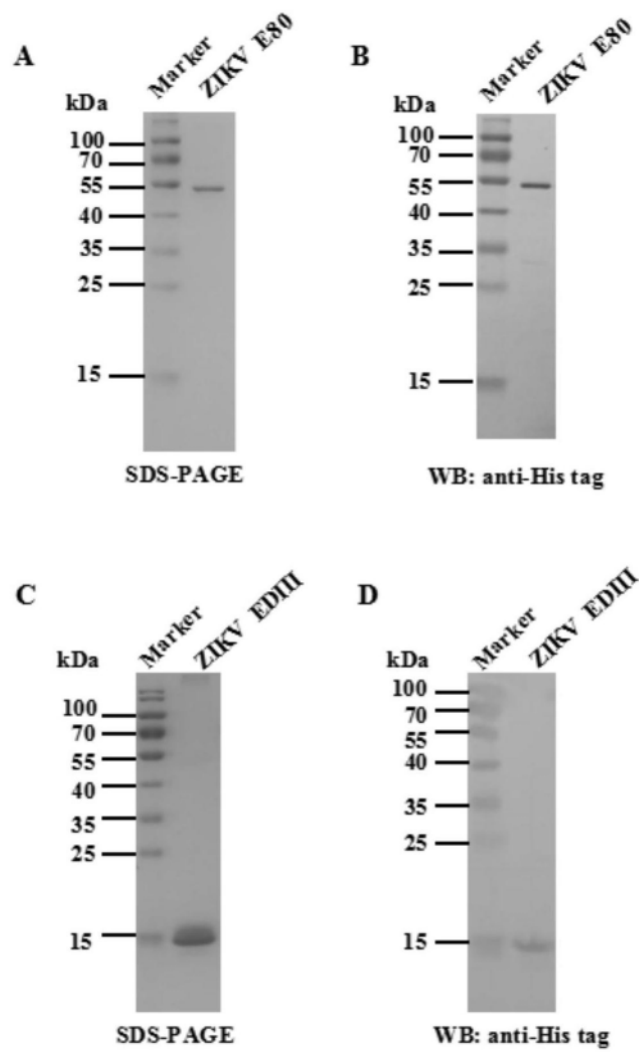 A
Marker
ZIKV E80
kDa
100
70
55
40
35
25
15
SDS-PAGE
B
Marker
ZIKV E80
kDa
100
70
55
40
35
25
15
WB: anti-His tag
C
Marker
ZIKV EDIII
kDa
100
70
55
40
35
25
15
SDS-PAGE
D
Marker
ZIKV EDIII
kDa
100
70
55
40
35
25
15
WB: anti-His tag